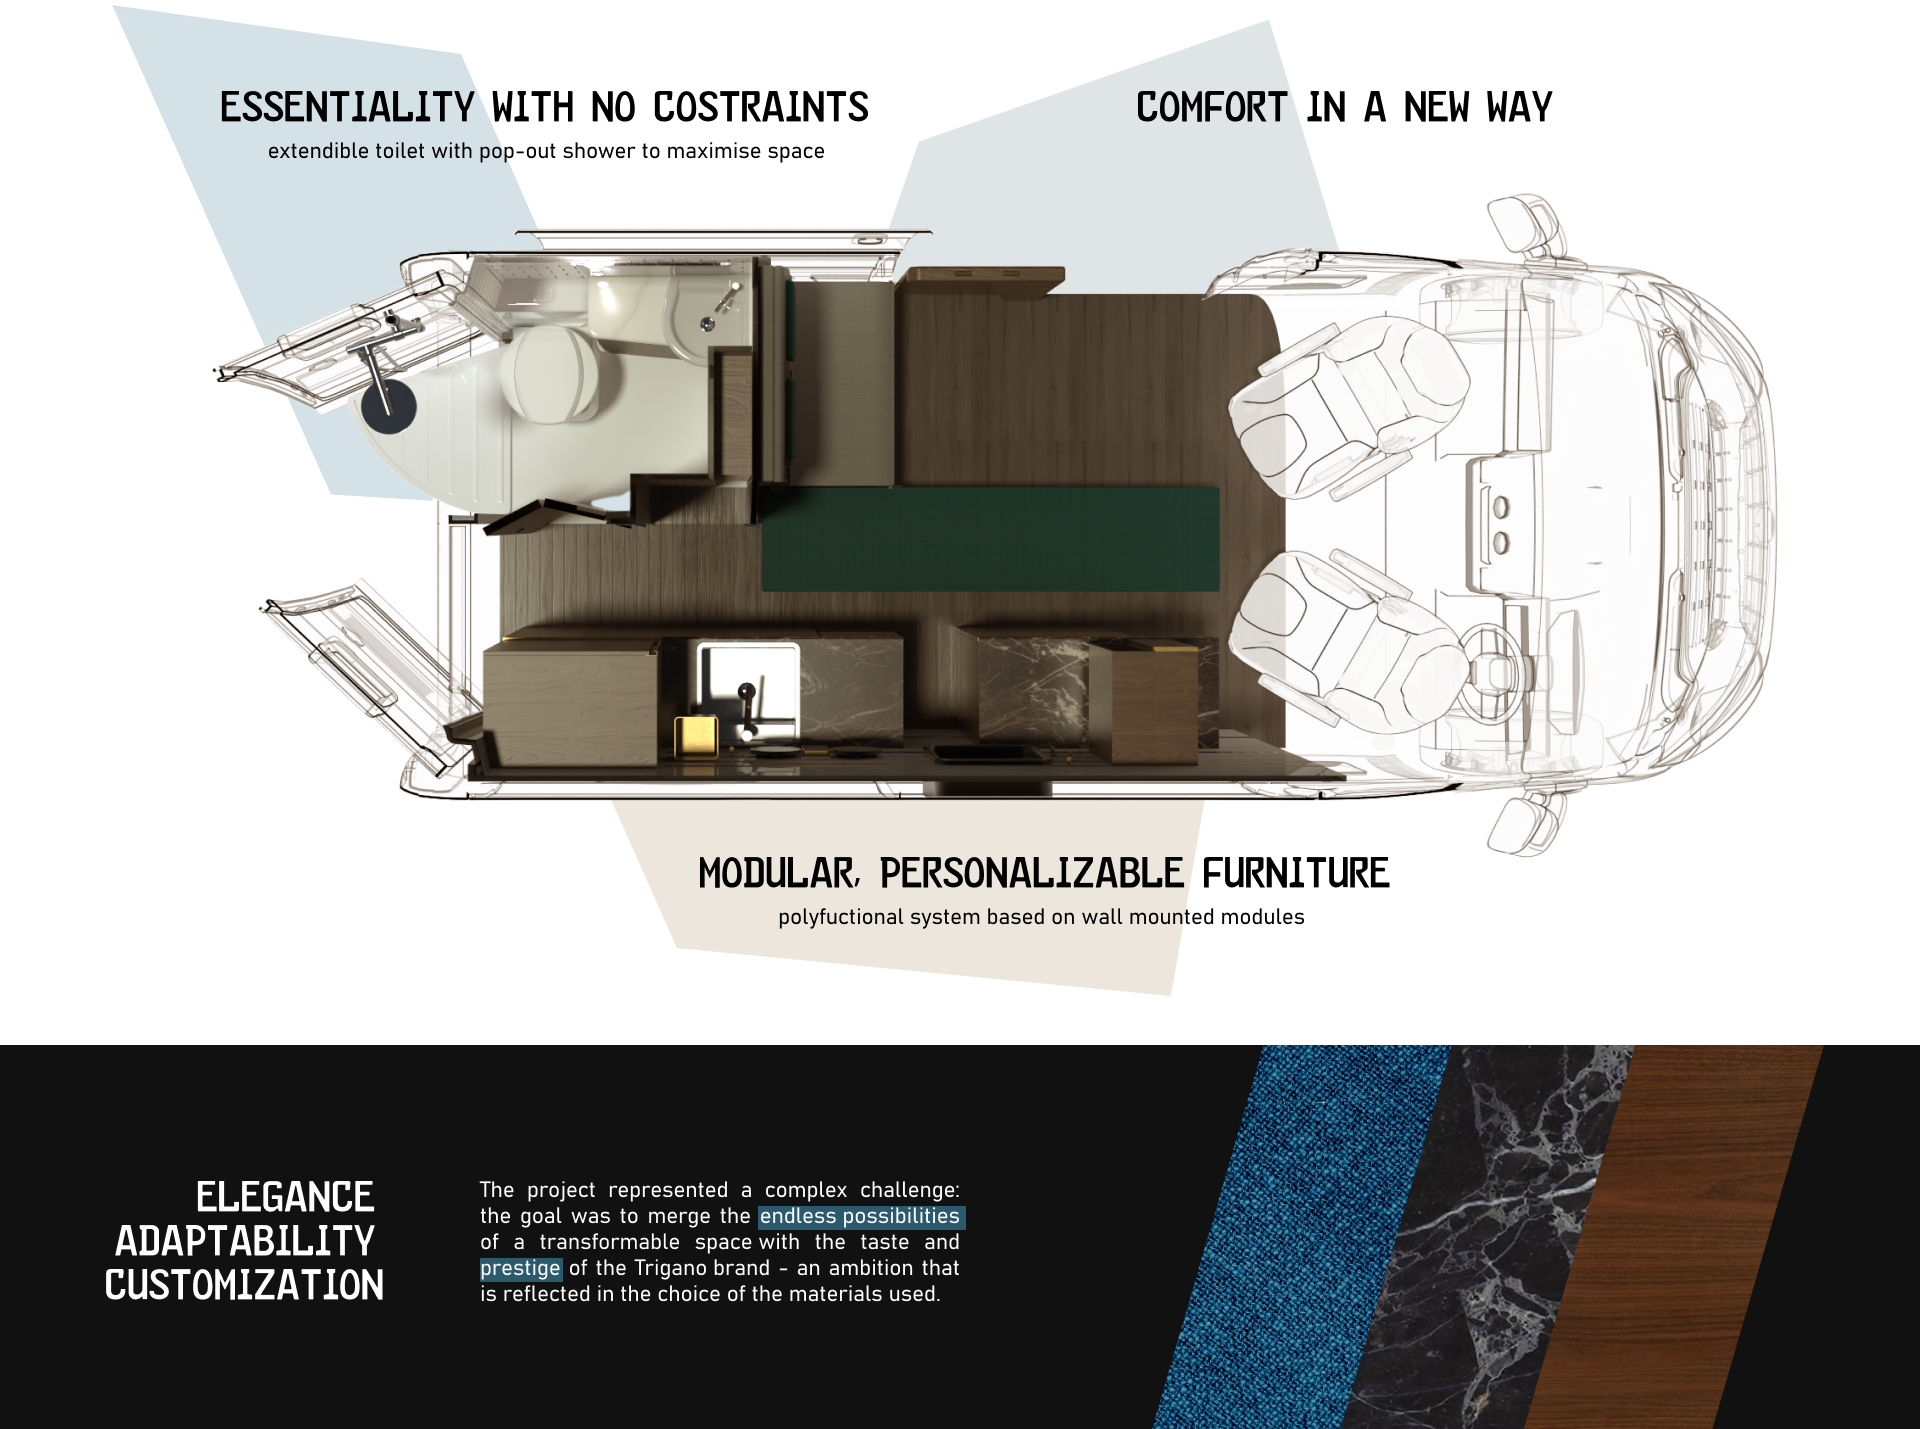 ESSENTIALITY WITH NO COSTRAINTS
extendible toilet with pop-out shower to maximise space
COMFORT IN A NEW WAY
MODULAR, PERSONALIZABLE FURNITURE
polyfuctional system based on wall mounted modules
ELEGANCE
ADAPTABILITY
CUSTOMIZATION
The project represented a complex challenge:
the goal was to merge the endless possibilities
of a transformable space with the taste and
prestige of the Trigano brand - an ambition that
is reflected in the choice of the materials used.